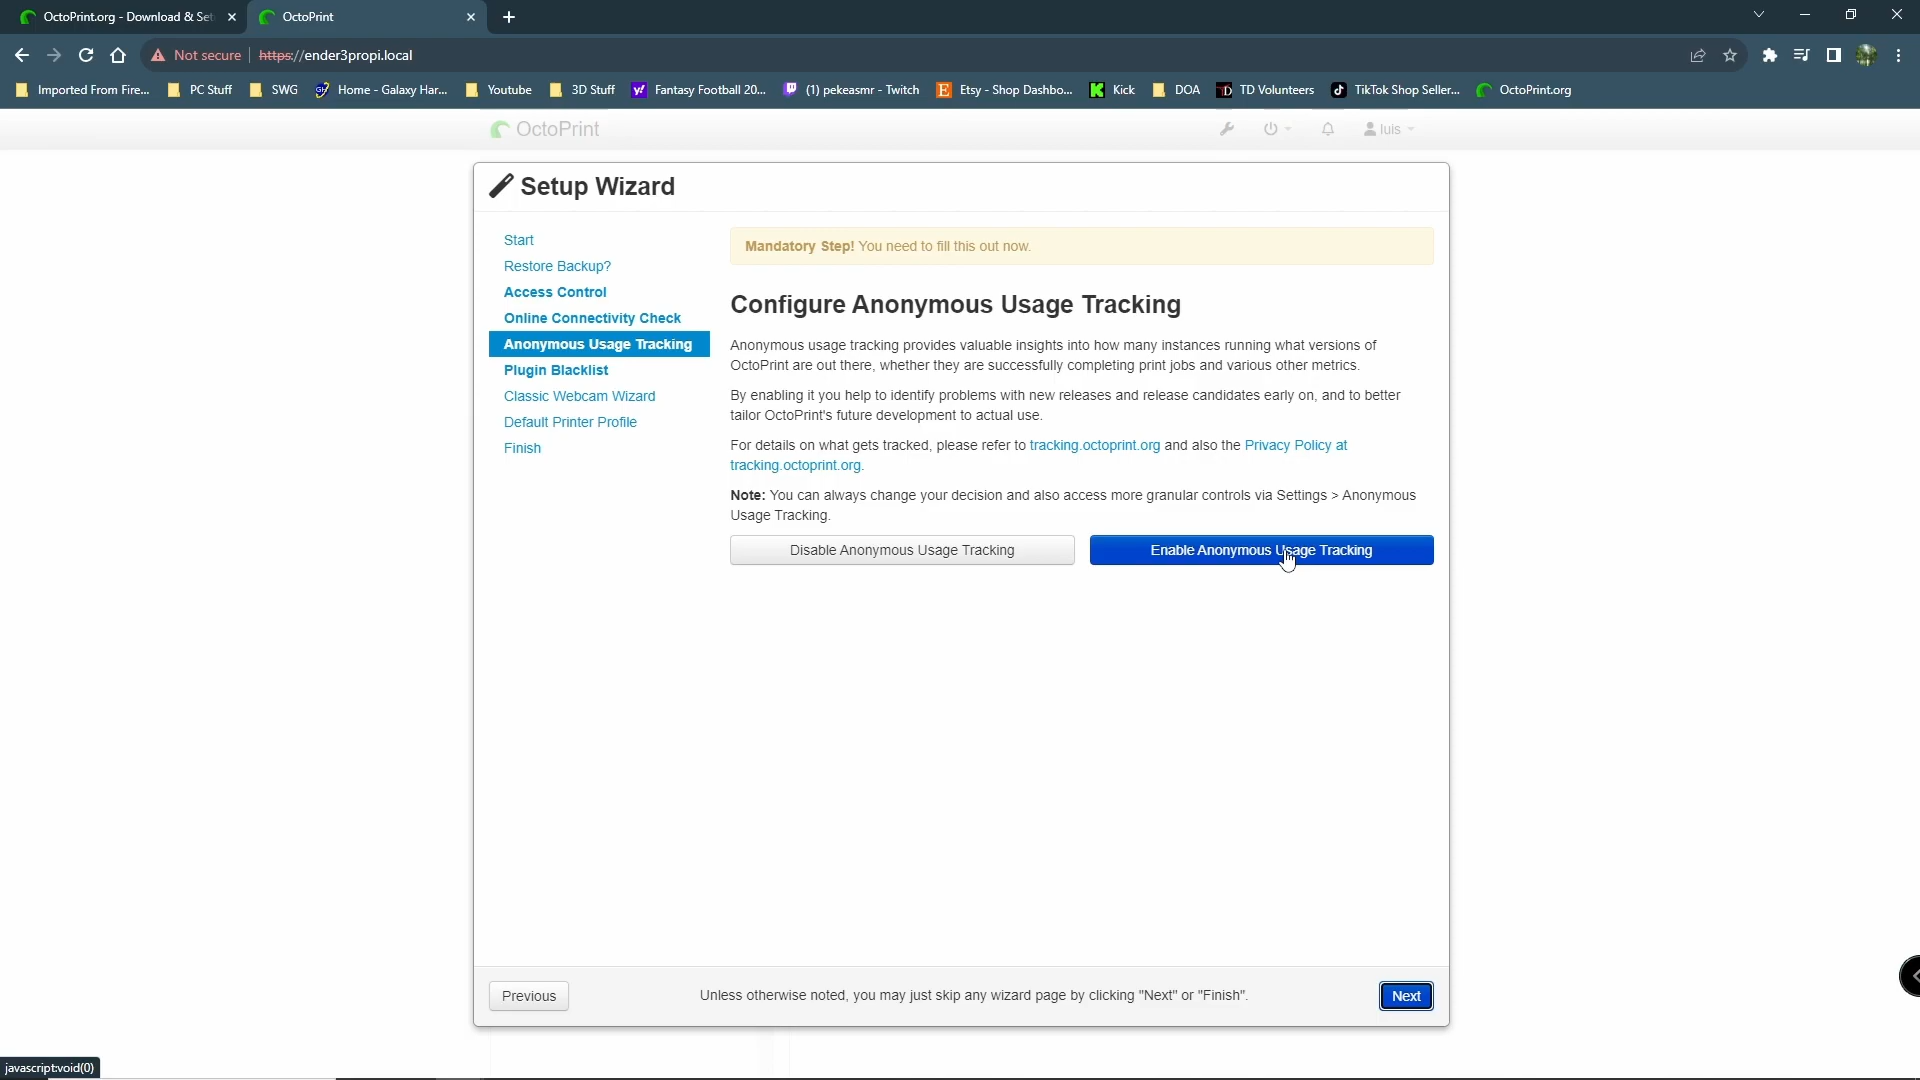 OctoPrint.org - Download & Set
OctoPrint
Not secure
https://ender3propi.local
Imported From Fire...
PC Stuff
SWG
Home - Galaxy Har...
Youtube
3D Stuff
Fantasy Football 20...
(1) pekeasmr - Twitch
Etsy - Shop Dashbo...
Kick
DOA
TD Volunteers
TikTok Shop Seller...
OctoPrint.org
OctoPrint
luis
Setup Wizard
Start
Restore Backup?
Access Control
Online Connectivity Check
Anonymous Usage Tracking
Plugin Blacklist
Classic Webcam Wizard
Default Printer Profile
Finish
Mandatory Step! You need to fill this out now.
Configure Anonymous Usage Tracking
Anonymous usage tracking provides valuable insights into how many instances running what versions of
OctoPrint are out there, whether they are successfully completing print jobs and various other metrics.
By enabling it you help to identify problems with new releases and release candidates early on, and to better
tailor OctoPrint's future development to actual use.
For details on what gets tracked, please refer to tracking.octoprint.org and also the Privacy Policy at
tracking.octoprint.org.
Note: You can always change your decision and also access more granular controls via Settings > Anonymous
Usage Tracking.
Disable Anonymous Usage Tracking
Enable Anonymous Usage Tracking
Previous
Unless otherwise noted, you may just skip any wizard page by clicking "Next" or "Finish".
Next
javascript:void(0)